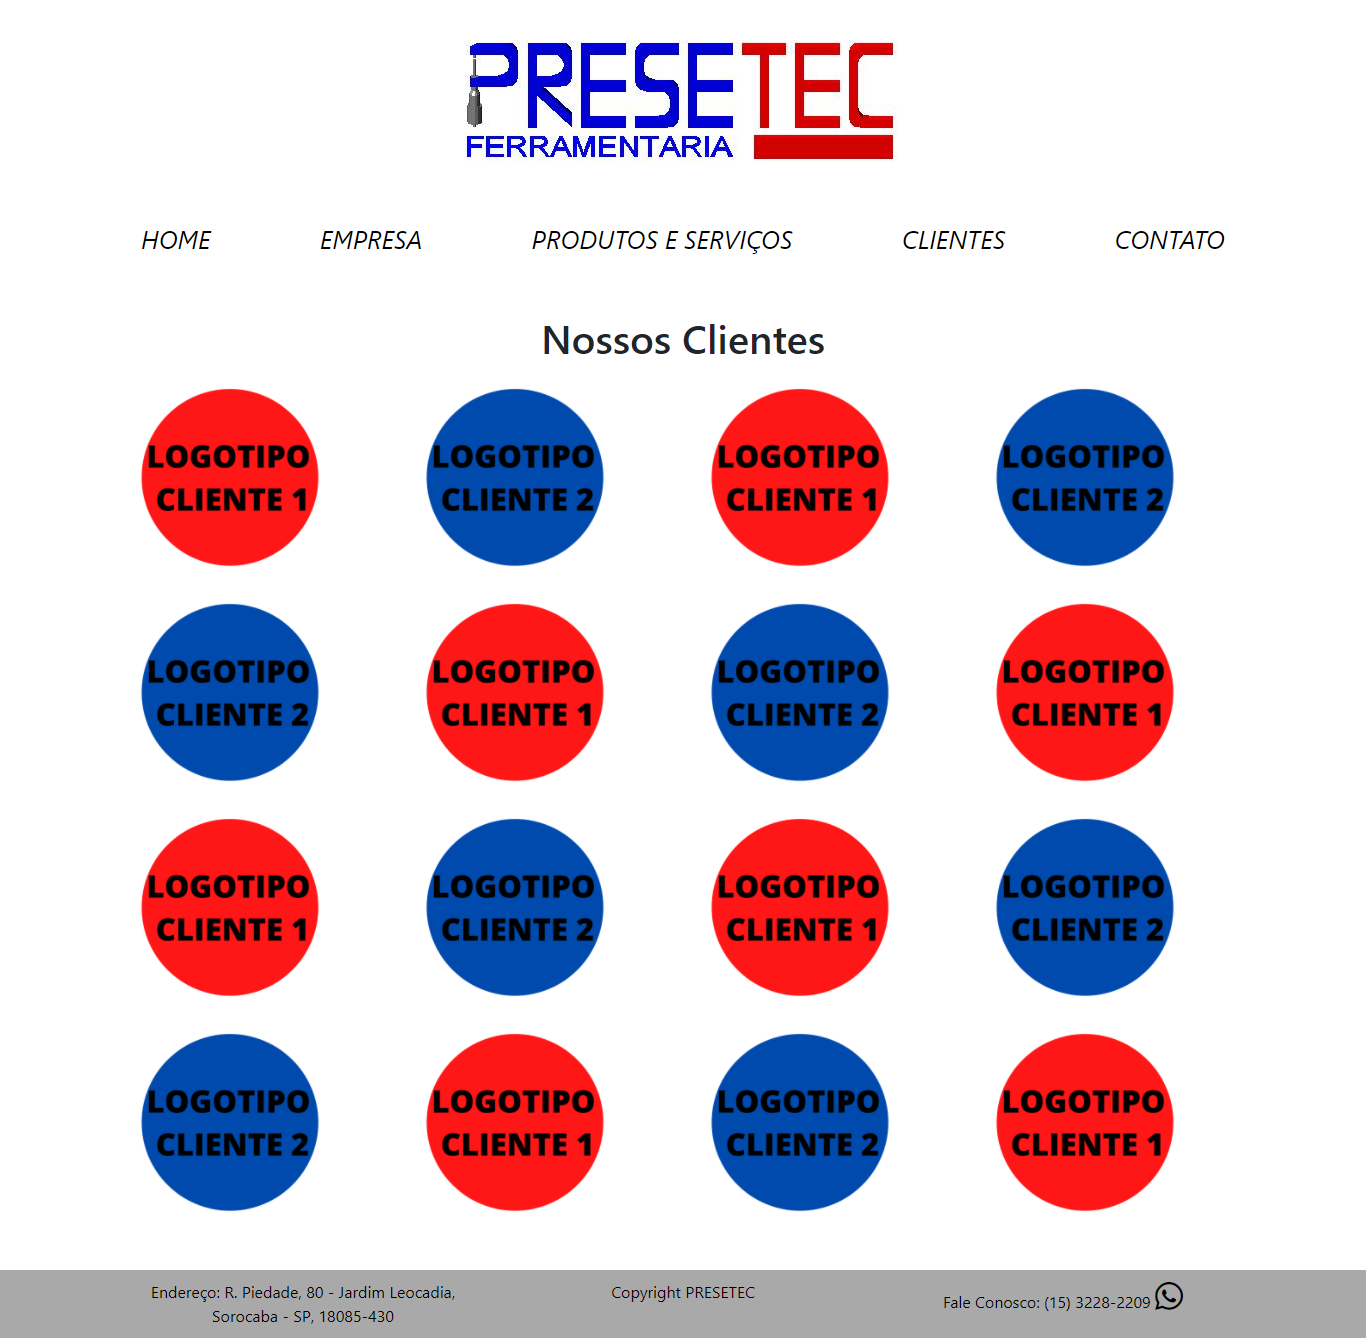 PRESETEC
FERRAMENTARIA
HOME EMPRESA PRODUTOS E SERVIÇOS CLIENTES CONTATO
Nossos Clientes
LOGOTIPO
CLIENTE 1
LOGOTIPO
CLIENTE 2
LOGOTIPO
CLIENTE 1
LOGOTIPO
CLIENTE 2
LOGOTIPO
CLIENTE 2
LOGOTIPO
CLIENTE 1
LOGOTIPO
CLIENTE 2
LOGOTIPO
CLIENTE 1
LOGOTIPO
CLIENTE 1
LOGOTIPO
CLIENTE 2
LOGOTIPO
CLIENTE 1
LOGOTIPO
CLIENTE 2
LOGOTIPO
CLIENTE 2
LOGOTIPO
CLIENTE 1
LOGOTIPO
CLIENTE 2
LOGOTIPO
CLIENTE 1
Endereço: R. Piedade, 80 - Jardim Leocadia,
Sorocaba - SP, 18085-430
Copyright PRESETEC
Fale Conosco: (15) 3228-2209